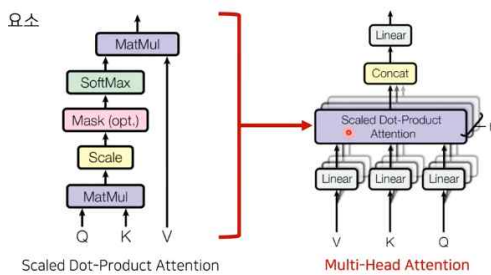 요소
MatMul
SoftMax
Mask (opt.)
Scale
MatMul
Q K V
Scaled Dot-Product Attention
Linear
Concat
Scaled Dot-Product
Attention
Linear Linear Linear
V K Q
Multi-Head Attention